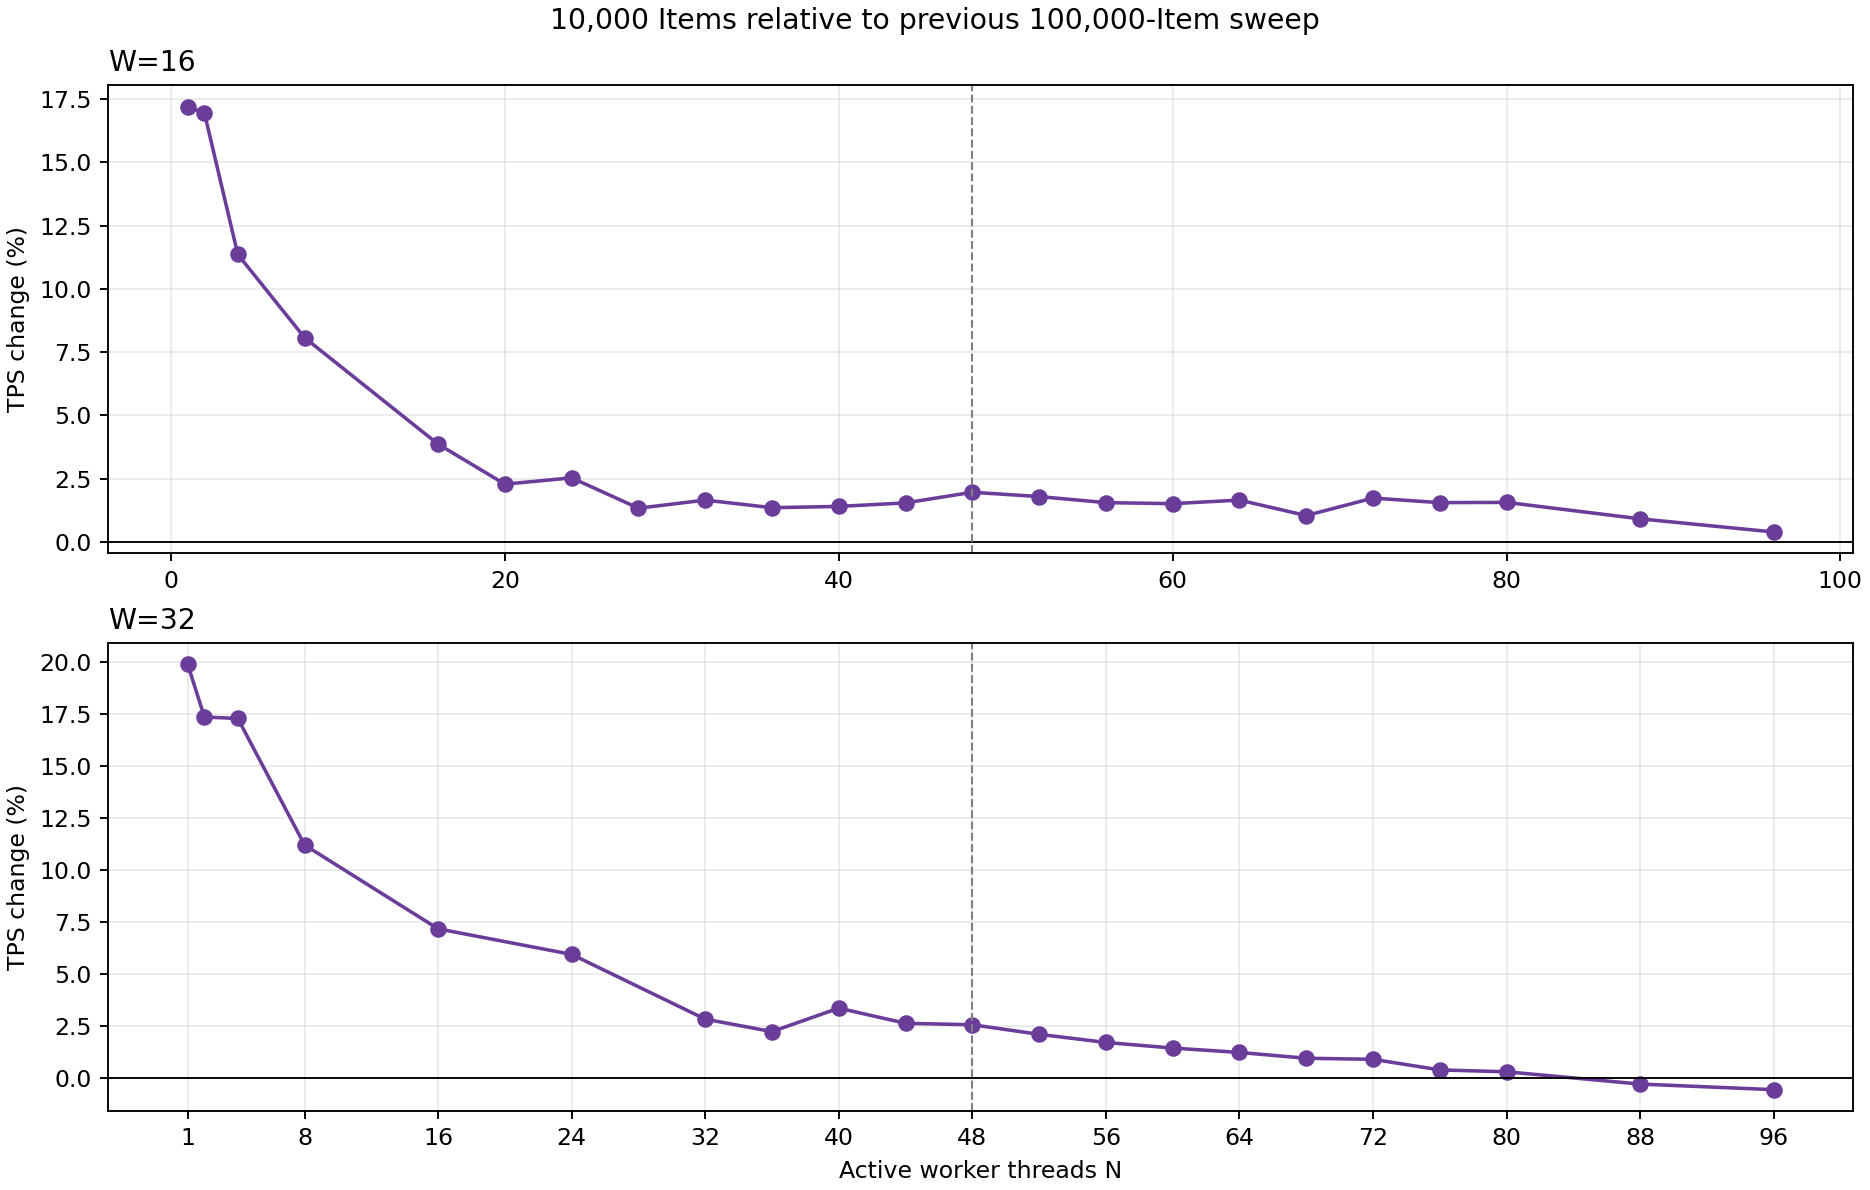 10,000 Items relative to previous 100,000-Item sweep
W=16
TPS change (%)
17.5
15.0
12.5
10.0
7.5
5.0
2.5
0.0
0 20 40 60 80 100
W=32
TPS change (%)
20.0
17.5
15.0
12.5
10.0
7.5
5.0
2.5
0.0
1 8 16 24 32 40 48 56 64 72 80 88 96
Active worker threads N